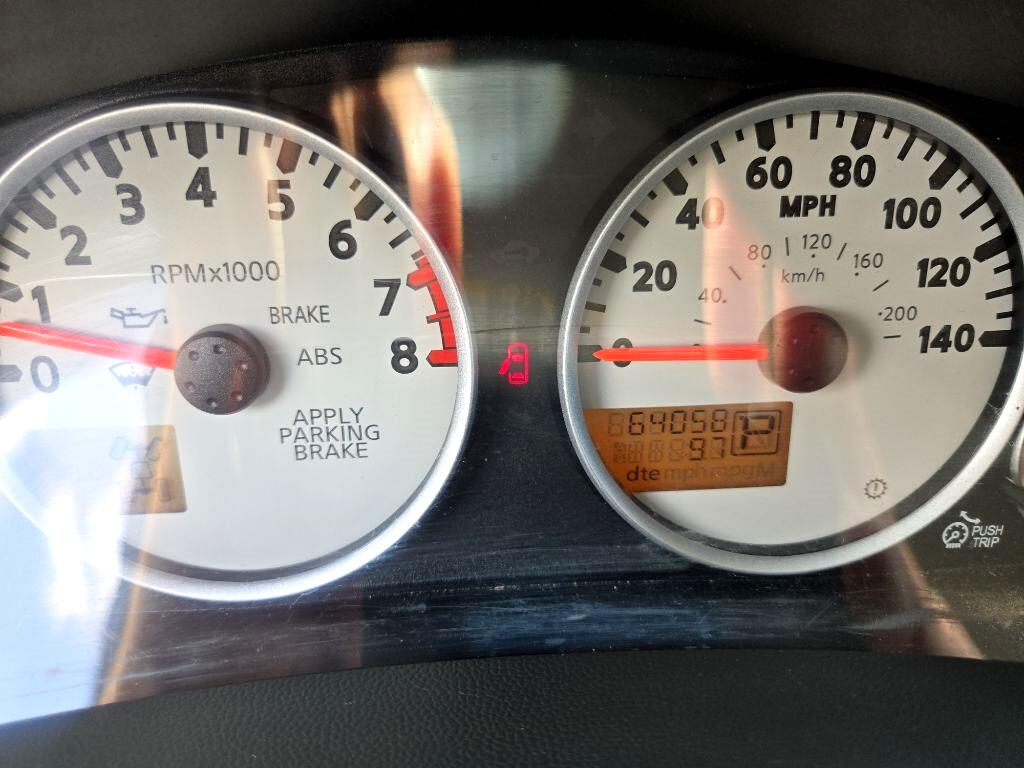 0
1
2
3
4
5
6
7
8
RPMx1000
BRAKE
ABS
APPLY
PARKING
BRAKE
0
20
40
60
80
100
120
140
MPH
40
80
120
160
200
km/h
64058
97
P
dte mph mpg M
PUSH
TRIP